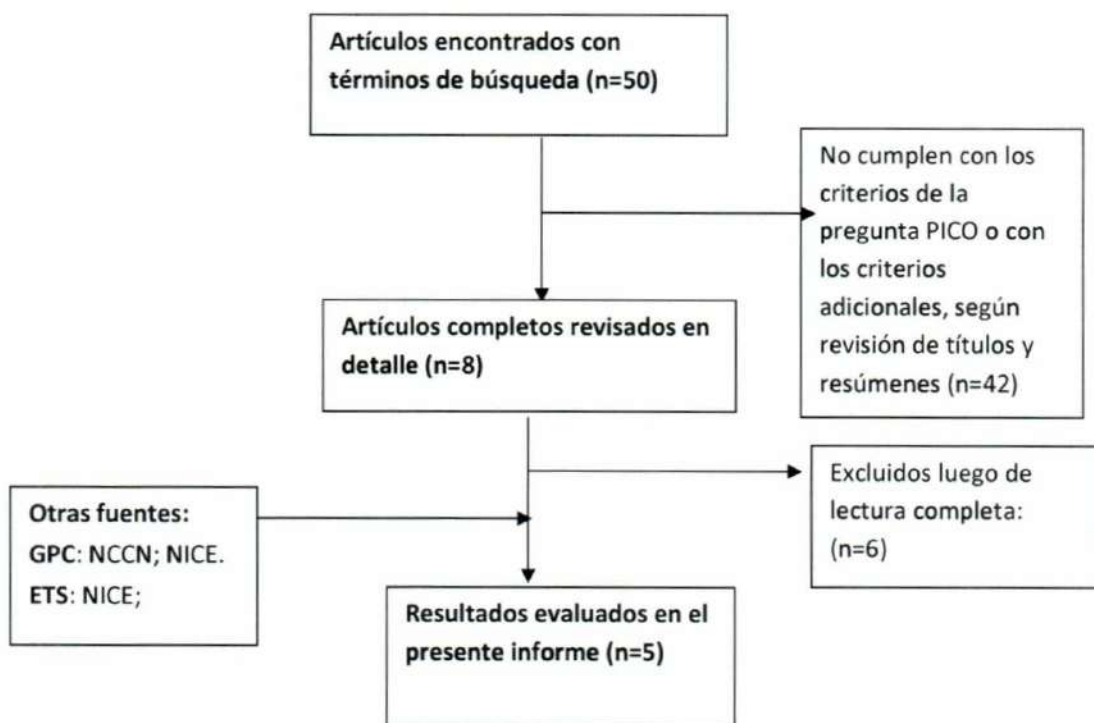 Artículos encontrados con
términos de búsqueda (n=50)
No cumplen con los
criterios de la
pregunta PICO o con
los criterios
adicionales, según
revisión de títulos y
resúmenes (n=42)
Artículos completos revisados en
detalle (n=8)
Excluidos luego de
lectura completa:
(n=6)
Otras fuentes:
GPC: NCCN; NICE.
ETS: NICE;
Resultados evaluados en el
presente informe (n=5)